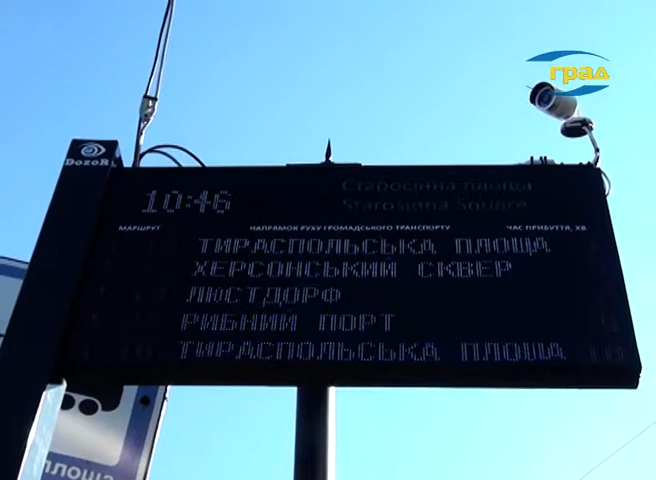 град
DozoR
10:46
Старосінна площа
Starosinna Square
МАРШРУТ НАПРЯМОК РУХУ ГРОМАДСЬКОГО ТРАНСПОРТУ ЧАС ПРИБУТТЯ, ХВ
ТИРАСПОЛЬСЬКА ПЛОЩА
ХЕРСОНСЬКИЙ СКВЕР
ЛЮСТДОРФ
РИБНИЙ ПОРТ
ТИРАСПОЛЬСЬКА ПЛОЩА
площа